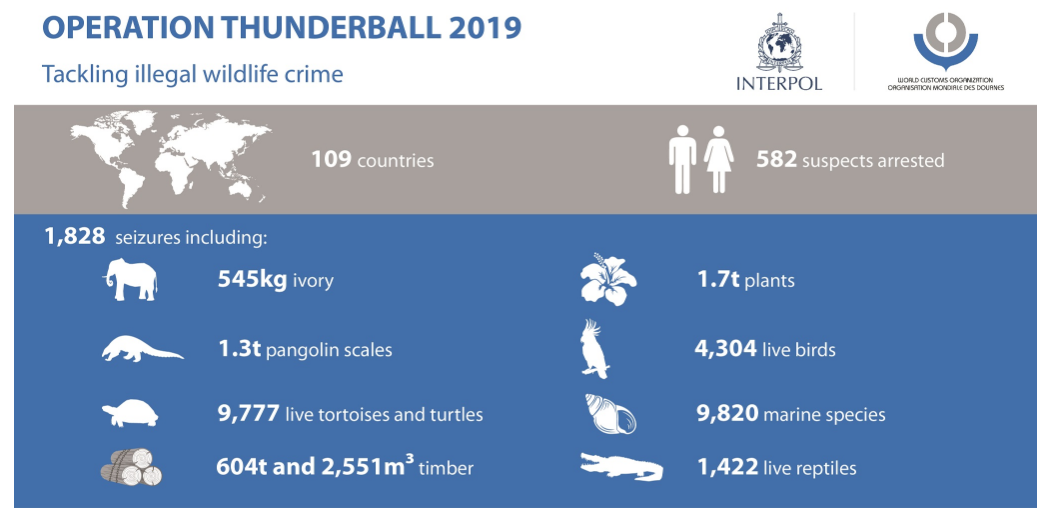 OPERATION THUNDERBALL 2019
Tackling illegal wildlife crime
INTERPOL
WORLD CUSTOMS ORGANIZATION
ORGANISATION MONDIALE DES DOUANES
109 countries
582 suspects arrested
1,828 seizures including:
545kg ivory
1.7t plants
1.3t pangolin scales
4,304 live birds
9,777 live tortoises and turtles
9,820 marine species
604t and 2,551m³ timber
1,422 live reptiles